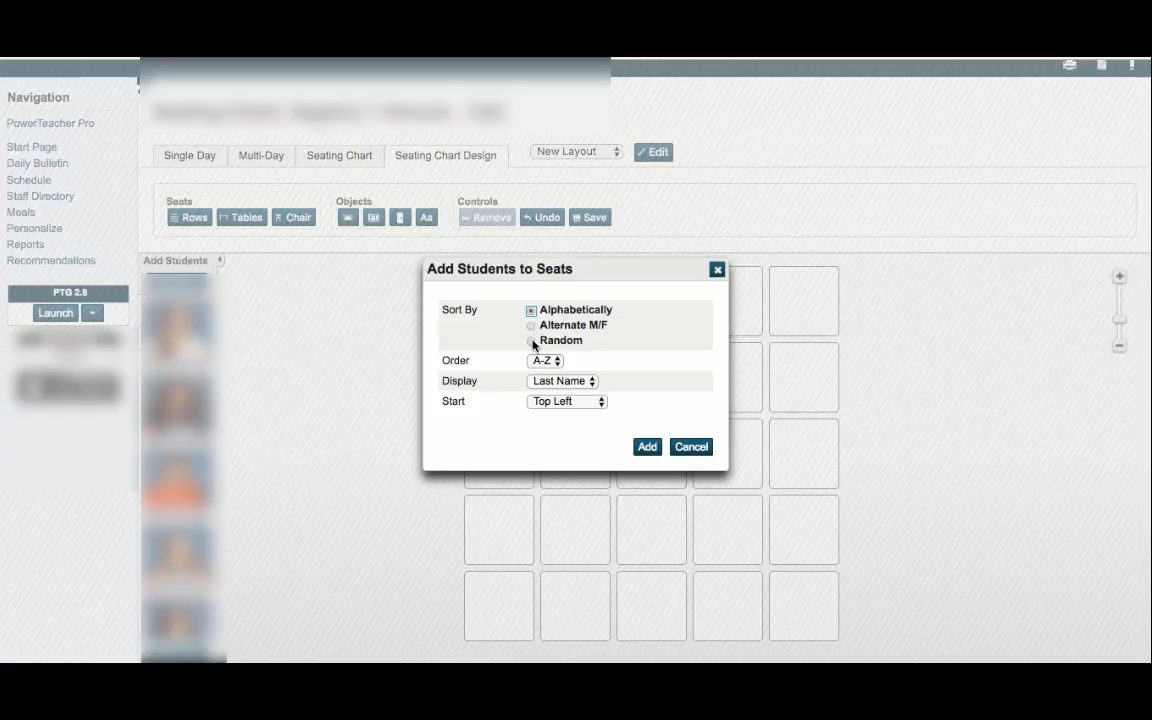 Navigation
PowerTeacher Pro
Start Page
Daily Bulletin
Schedule
Staff Directory
Meals
Personalize
Reports
Recommendations
PTG 2.8
Launch
Single Day
Multi-Day
Seating Chart
Seating Chart Design
New Layout
Edit
Seats
Objects
Controls
Rows
Tables
Chair
Aa
Remove
Undo
Save
Add Students
Add Students to Seats
Sort By
Alphabetically
Alternate M/F
Random
Order
A-Z
Display
Last Name
Start
Top Left
Add
Cancel